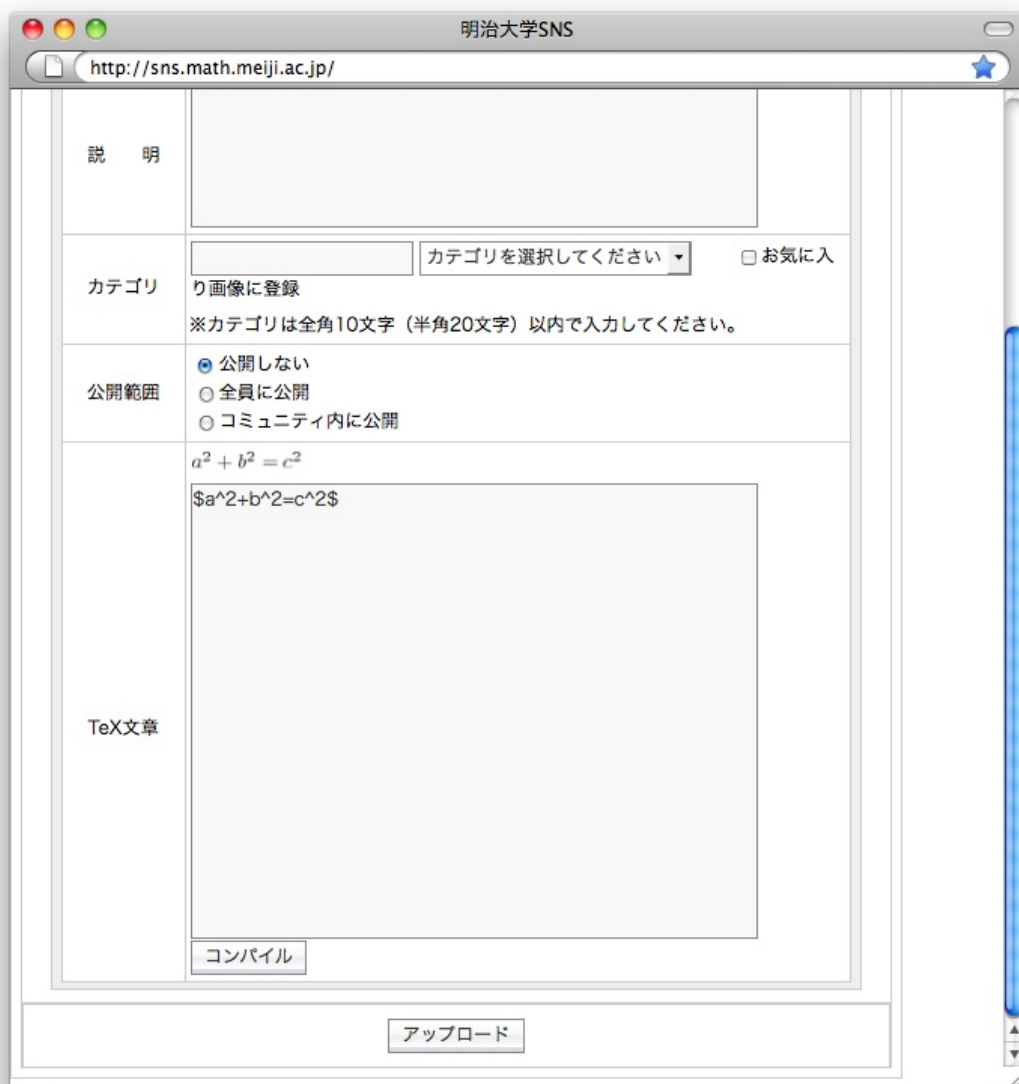 明治大学SNS
http://sns.math.meiji.ac.jp/
説　明
カテゴリ
カテゴリを選択してください
お気に入
り画像に登録
※カテゴリは全角10文字（半角20文字）以内で入力してください。
公開範囲
公開しない
全員に公開
コミュニティ内に公開
TeX文章
a² + b² = c²
$a^2+b^2=c^2$
コンパイル
アップロード